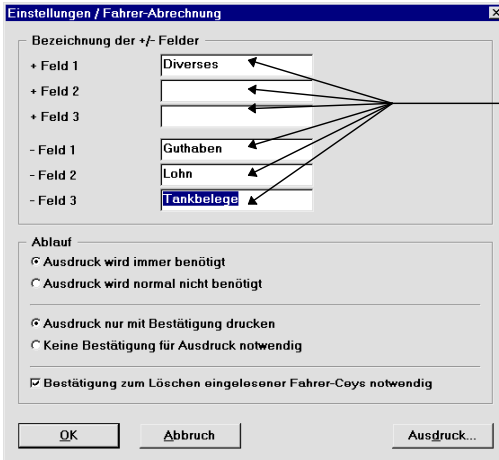 Einstellungen / Fahrer-Abrechnung
Bezeichnung der +/- Felder
+ Feld 1 Diverses
+ Feld 2
+ Feld 3
- Feld 1 Guthaben
- Feld 2 Lohn
- Feld 3 Tankbelege
Ablauf
Ausdruck wird immer benötigt
Ausdruck wird normal nicht benötigt
Ausdruck nur mit Bestätigung drucken
Keine Bestätigung für Ausdruck notwendig
Bestätigung zum Löschen eingelesener Fahrer-Ceys notwendig
OK Abbruch Ausdruck...